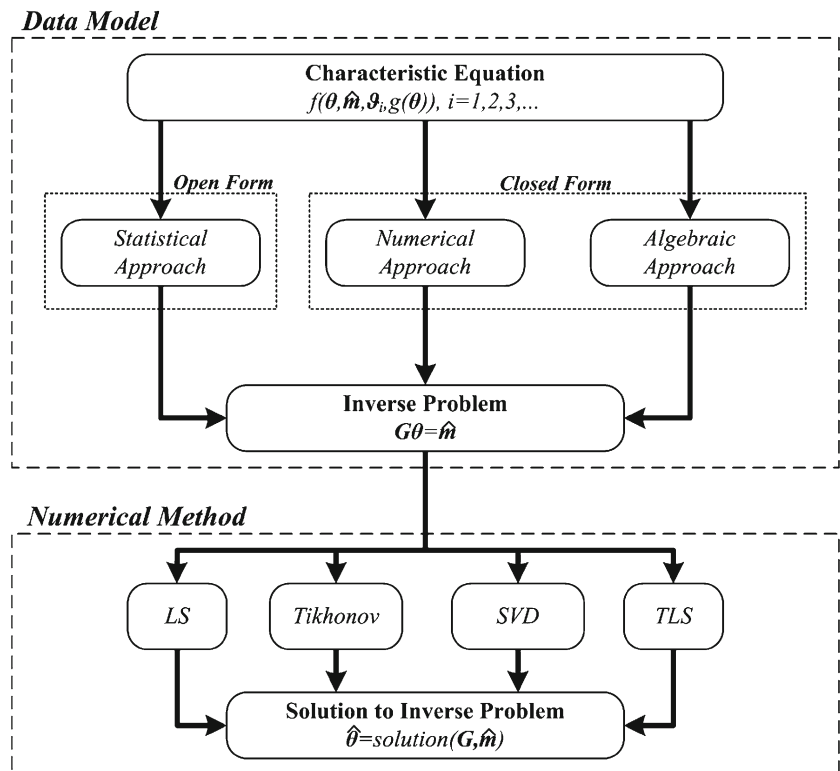 Data Model
Characteristic Equation
f(θ,m̂,ϑi,g(θ)), i=1,2,3,...
Open Form
Closed Form
Statistical
Approach
Numerical
Approach
Algebraic
Approach
Inverse Problem
Gθ=m̂
Numerical Method
LS
Tikhonov
SVD
TLS
Solution to Inverse Problem
θ̂=solution(G,m̂)